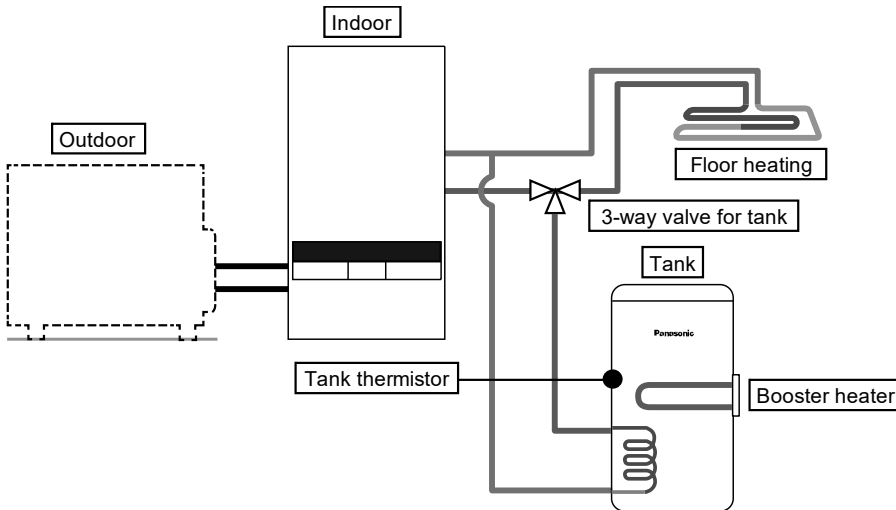 Indoor
Outdoor
Floor heating
3-way valve for tank
Tank
Panasonic
Tank thermistor
Booster heater